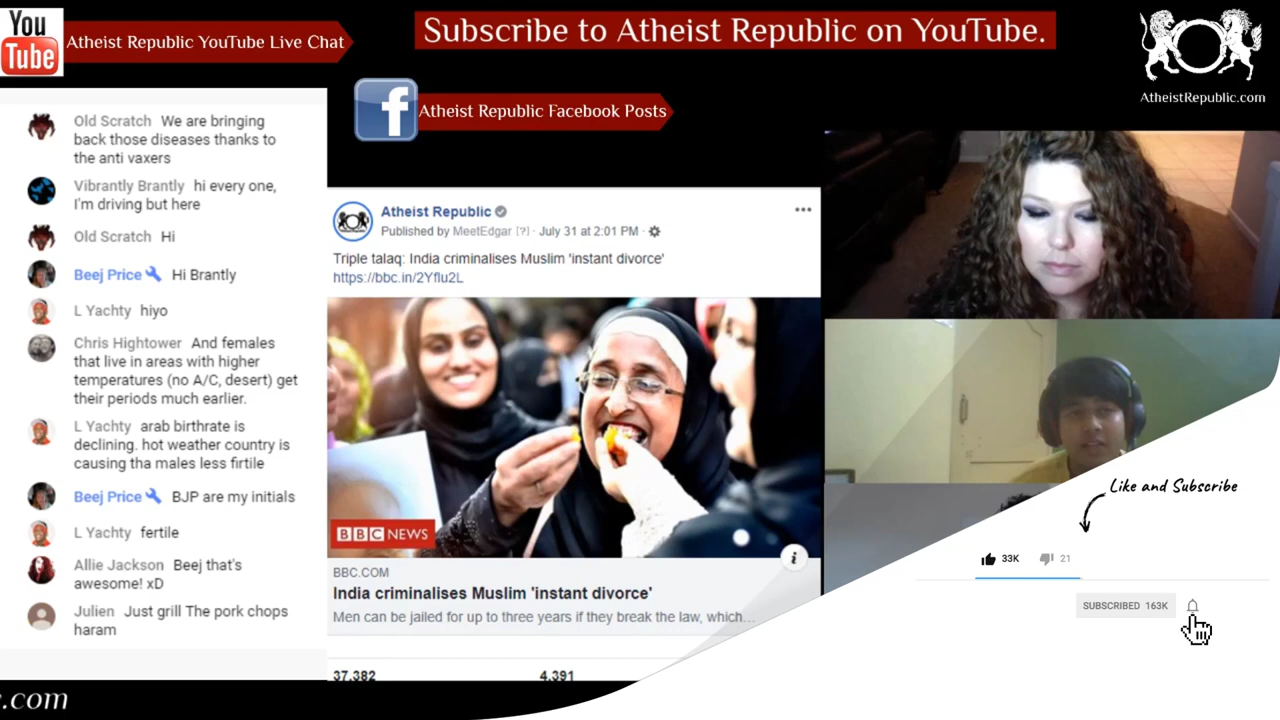 You
Tube
Atheist Republic YouTube Live Chat
Subscribe to Atheist Republic on YouTube.
AtheistRepublic.com
f
Atheist Republic Facebook Posts
Old Scratch We are bringing
back those diseases thanks to
the anti vaxers
Vibrantly Brantly hi every one,
I'm driving but here
Old Scratch Hi
Beej Price Hi Brantly
L Yachty hiyo
Chris Hightower And females
that live in areas with higher
temperatures (no A/C, desert) get
their periods much earlier.
L Yachty arab birthrate is
declining. hot weather country is
causing tha males less firtile
Beej Price BJP are my initials
L Yachty fertile
Allie Jackson Beej that's
awesome! xD
Julien Just grill The pork chops
haram
Atheist Republic
Published by MeetEdgar [?] · July 31 at 2:01 PM ·
Triple talaq: India criminalises Muslim 'instant divorce'
https://bbc.in/2Yflu2L
BBC NEWS
i
BBC.COM
India criminalises Muslim 'instant divorce'
Men can be jailed for up to three years if they break the law, which…
37,382 4,391
Like and Subscribe
33K 21
SUBSCRIBED 163K
.com